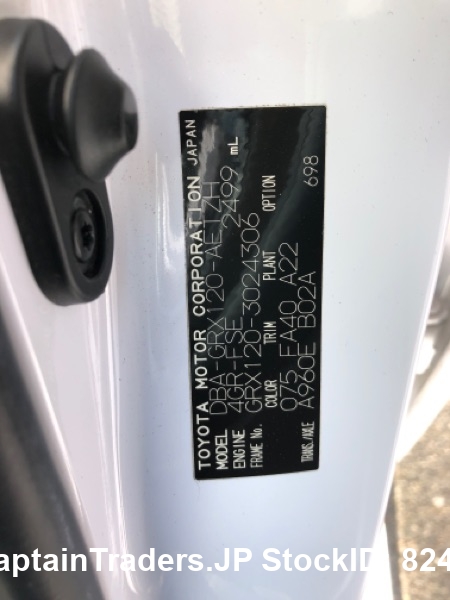 TOYOTA MOTOR CORPORATION JAPAN
MODEL DBA-GRX120-AETZH
ENGINE 4GR-FSE 2499 mL
FRAME No. GRX120-3024306
COLOR TRIM PLANT OPTION
075 FA40 A22 698
TRANS./AXLE A960E B02A
aptainTraders.JP StockID 824